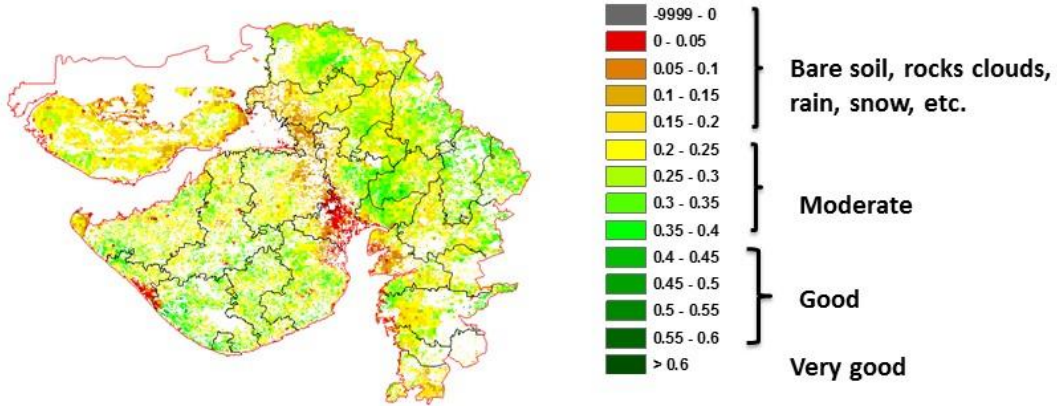 -9999 - 0
0 - 0.05
0.05 - 0.1
0.1 - 0.15
0.15 - 0.2
0.2 - 0.25
0.25 - 0.3
0.3 - 0.35
0.35 - 0.4
0.4 - 0.45
0.45 - 0.5
0.5 - 0.55
0.55 - 0.6
> 0.6
Bare soil, rocks clouds,
rain, snow, etc.
Moderate
Good
Very good